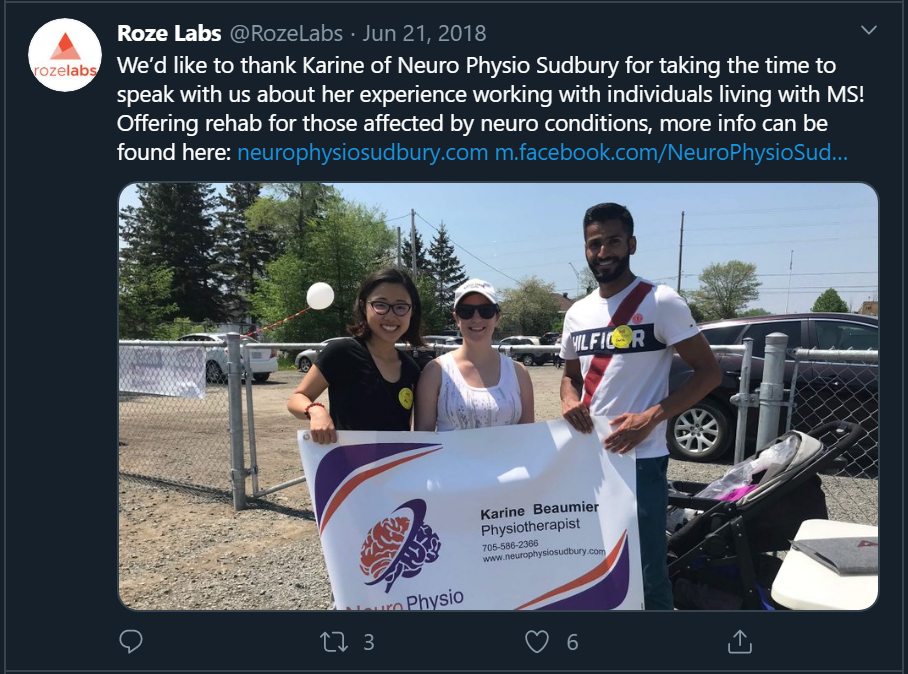 Roze Labs @RozeLabs · Jun 21, 2018
We'd like to thank Karine of Neuro Physio Sudbury for taking the time to
speak with us about her experience working with individuals living with MS!
Offering rehab for those affected by neuro conditions, more info can be
found here: neurophysiosudbury.com m.facebook.com/NeuroPhysioSud…
rozelabs
HILFI R
Karine Beaumier
Physiotherapist
705-586-2366
www.neurophysiosudbury.com
Neuro Physio
3
6